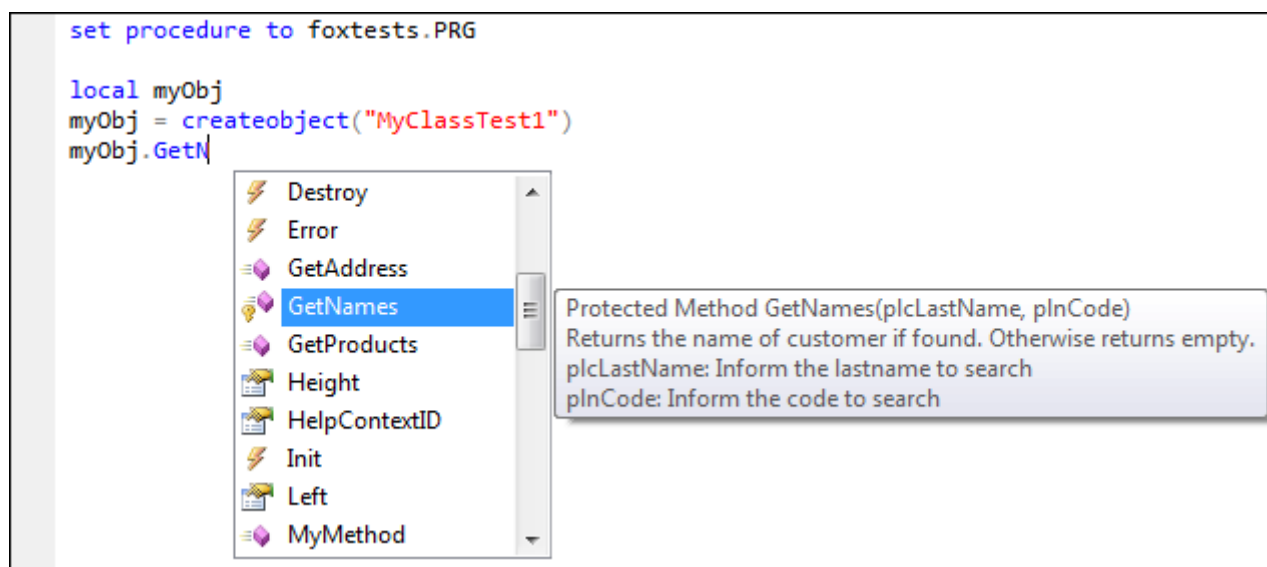 set procedure to foxtests.PRG
local myObj
myObj = createobject("MyClassTest1")
myObj.GetN
Destroy
Error
GetAddress
GetNames
GetProducts
Height
HelpContextID
Init
Left
MyMethod
Protected Method GetNames(plcLastName, plnCode)
Returns the name of customer if found. Otherwise returns empty.
plcLastName: Inform the lastname to search
plnCode: Inform the code to search